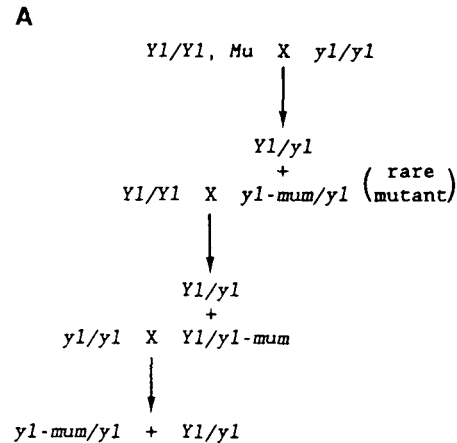 A
Y1/Y1, Mu X y1/y1
Y1/y1
+
Y1/Y1 X y1-mum/y1 (rare mutant)
Y1/y1
+
y1/y1 X Y1/y1-mum
y1-mum/y1 + Y1/y1